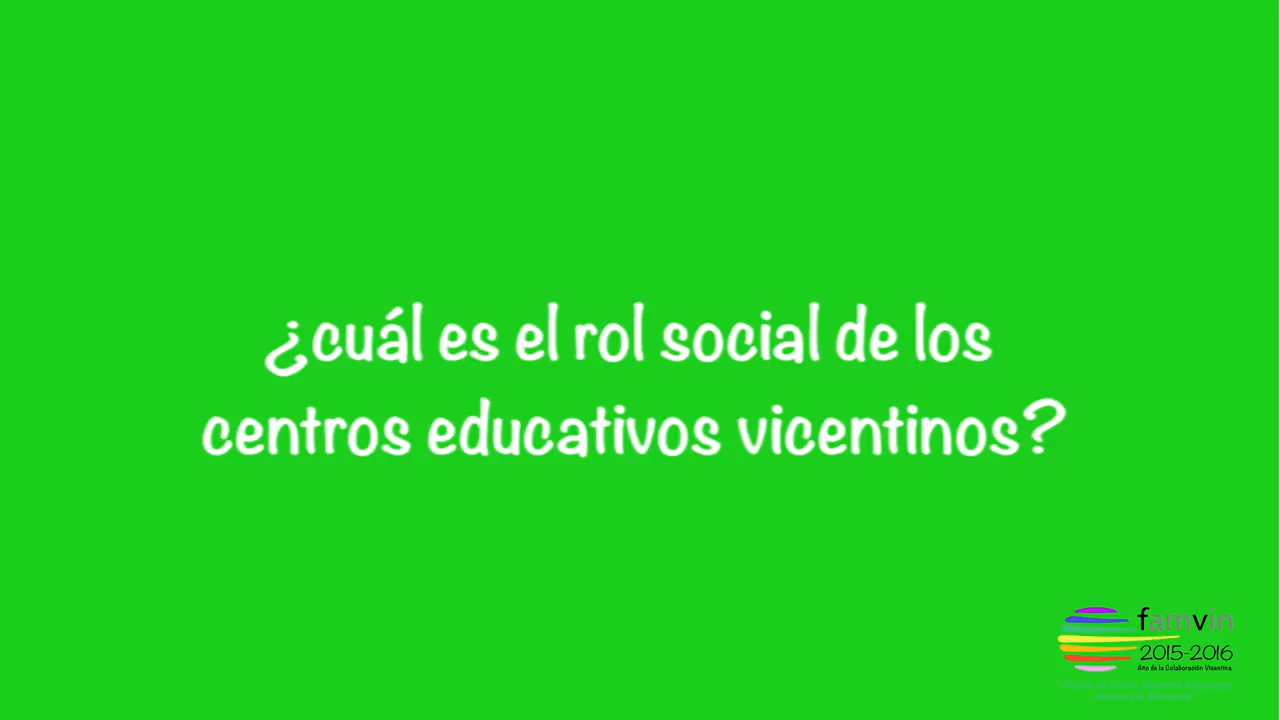 ¿cuál es el rol social de los
centros educativos vicentinos?
famvin
2015-2016
Año de la Colaboración Vicentina